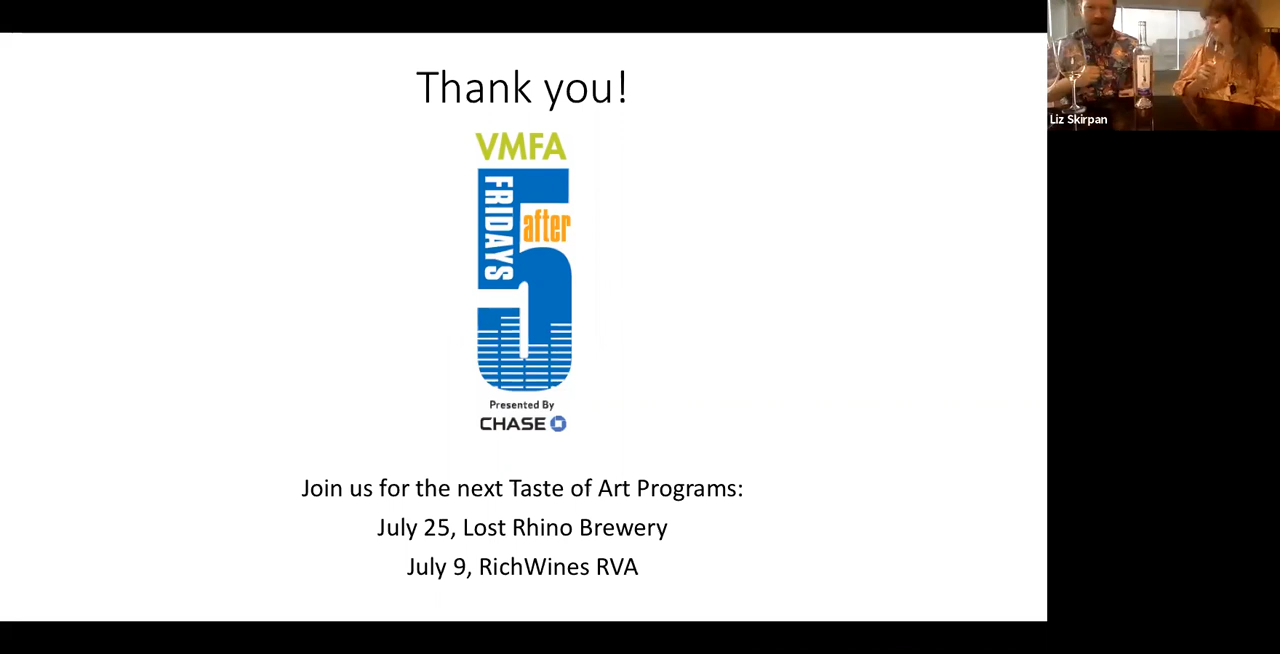 Thank you!
VMFA
FRIDAYS
after
5
Presented By
CHASE
Join us for the next Taste of Art Programs:
July 25, Lost Rhino Brewery
July 9, RichWines RVA
Liz Skirpan